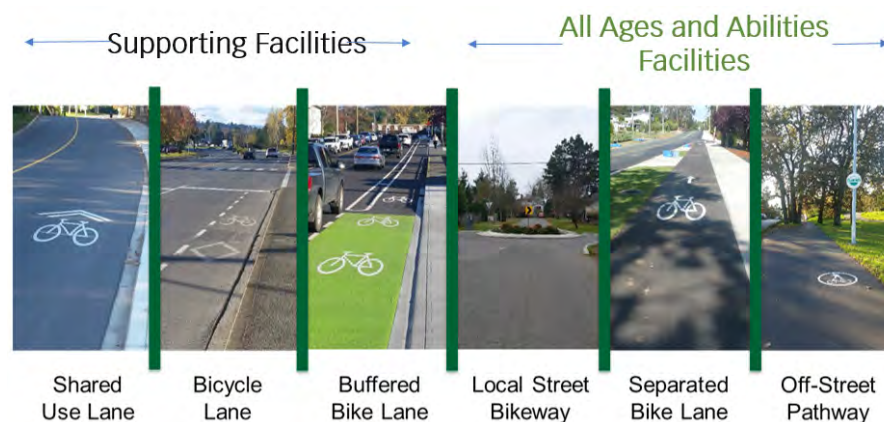 Supporting Facilities
All Ages and Abilities
Facilities
Shared
Use Lane
Bicycle
Lane
Buffered
Bike Lane
Local Street
Bikeway
Separated
Bike Lane
Off-Street
Pathway